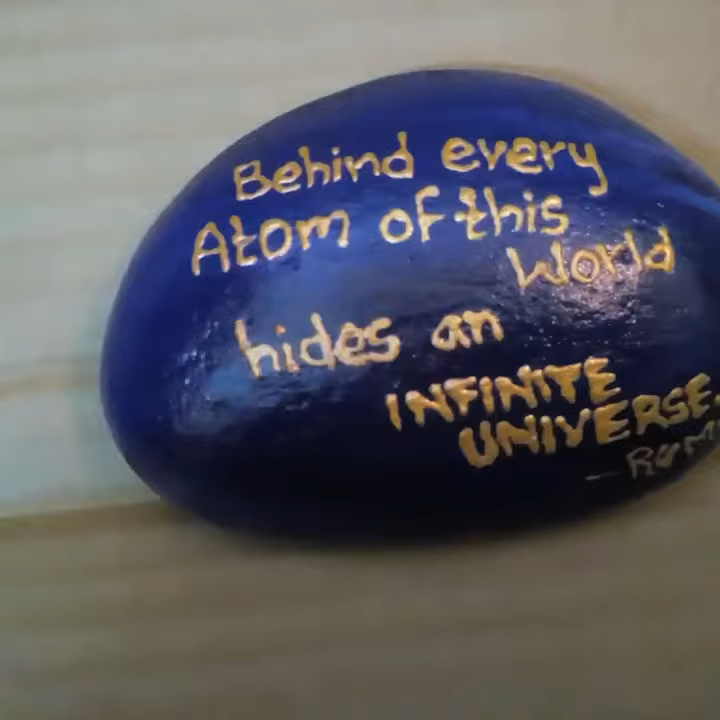 Behind every
Atom of this
World
hides an
INFINITE
UNIVERSE.